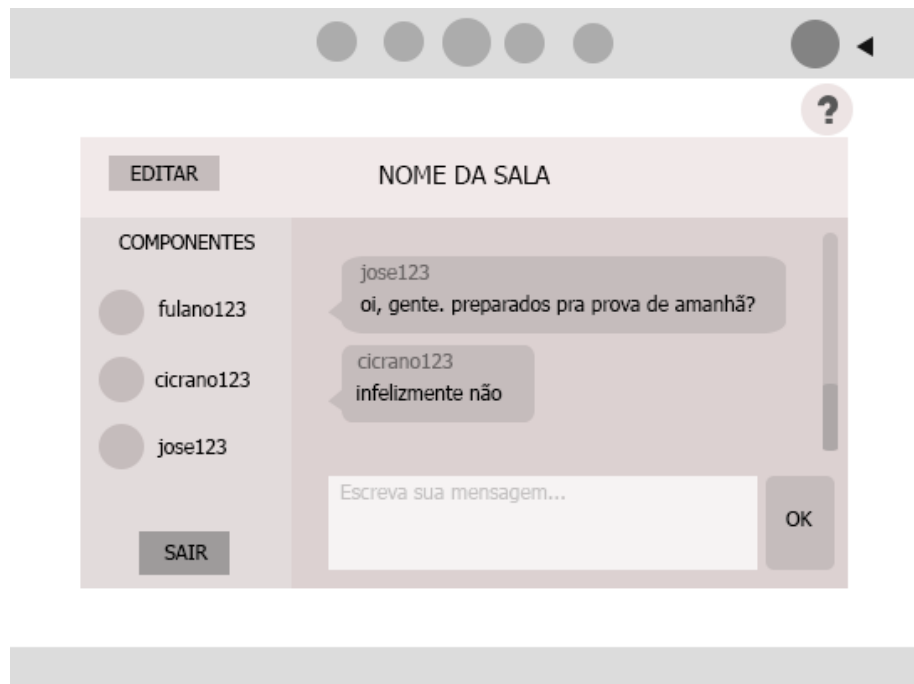 ?
EDITAR
NOME DA SALA
COMPONENTES
fulano123
cicrano123
jose123
SAIR
jose123
oi, gente. preparados pra prova de amanhã?
cicrano123
infelizmente não
Escreva sua mensagem...
OK